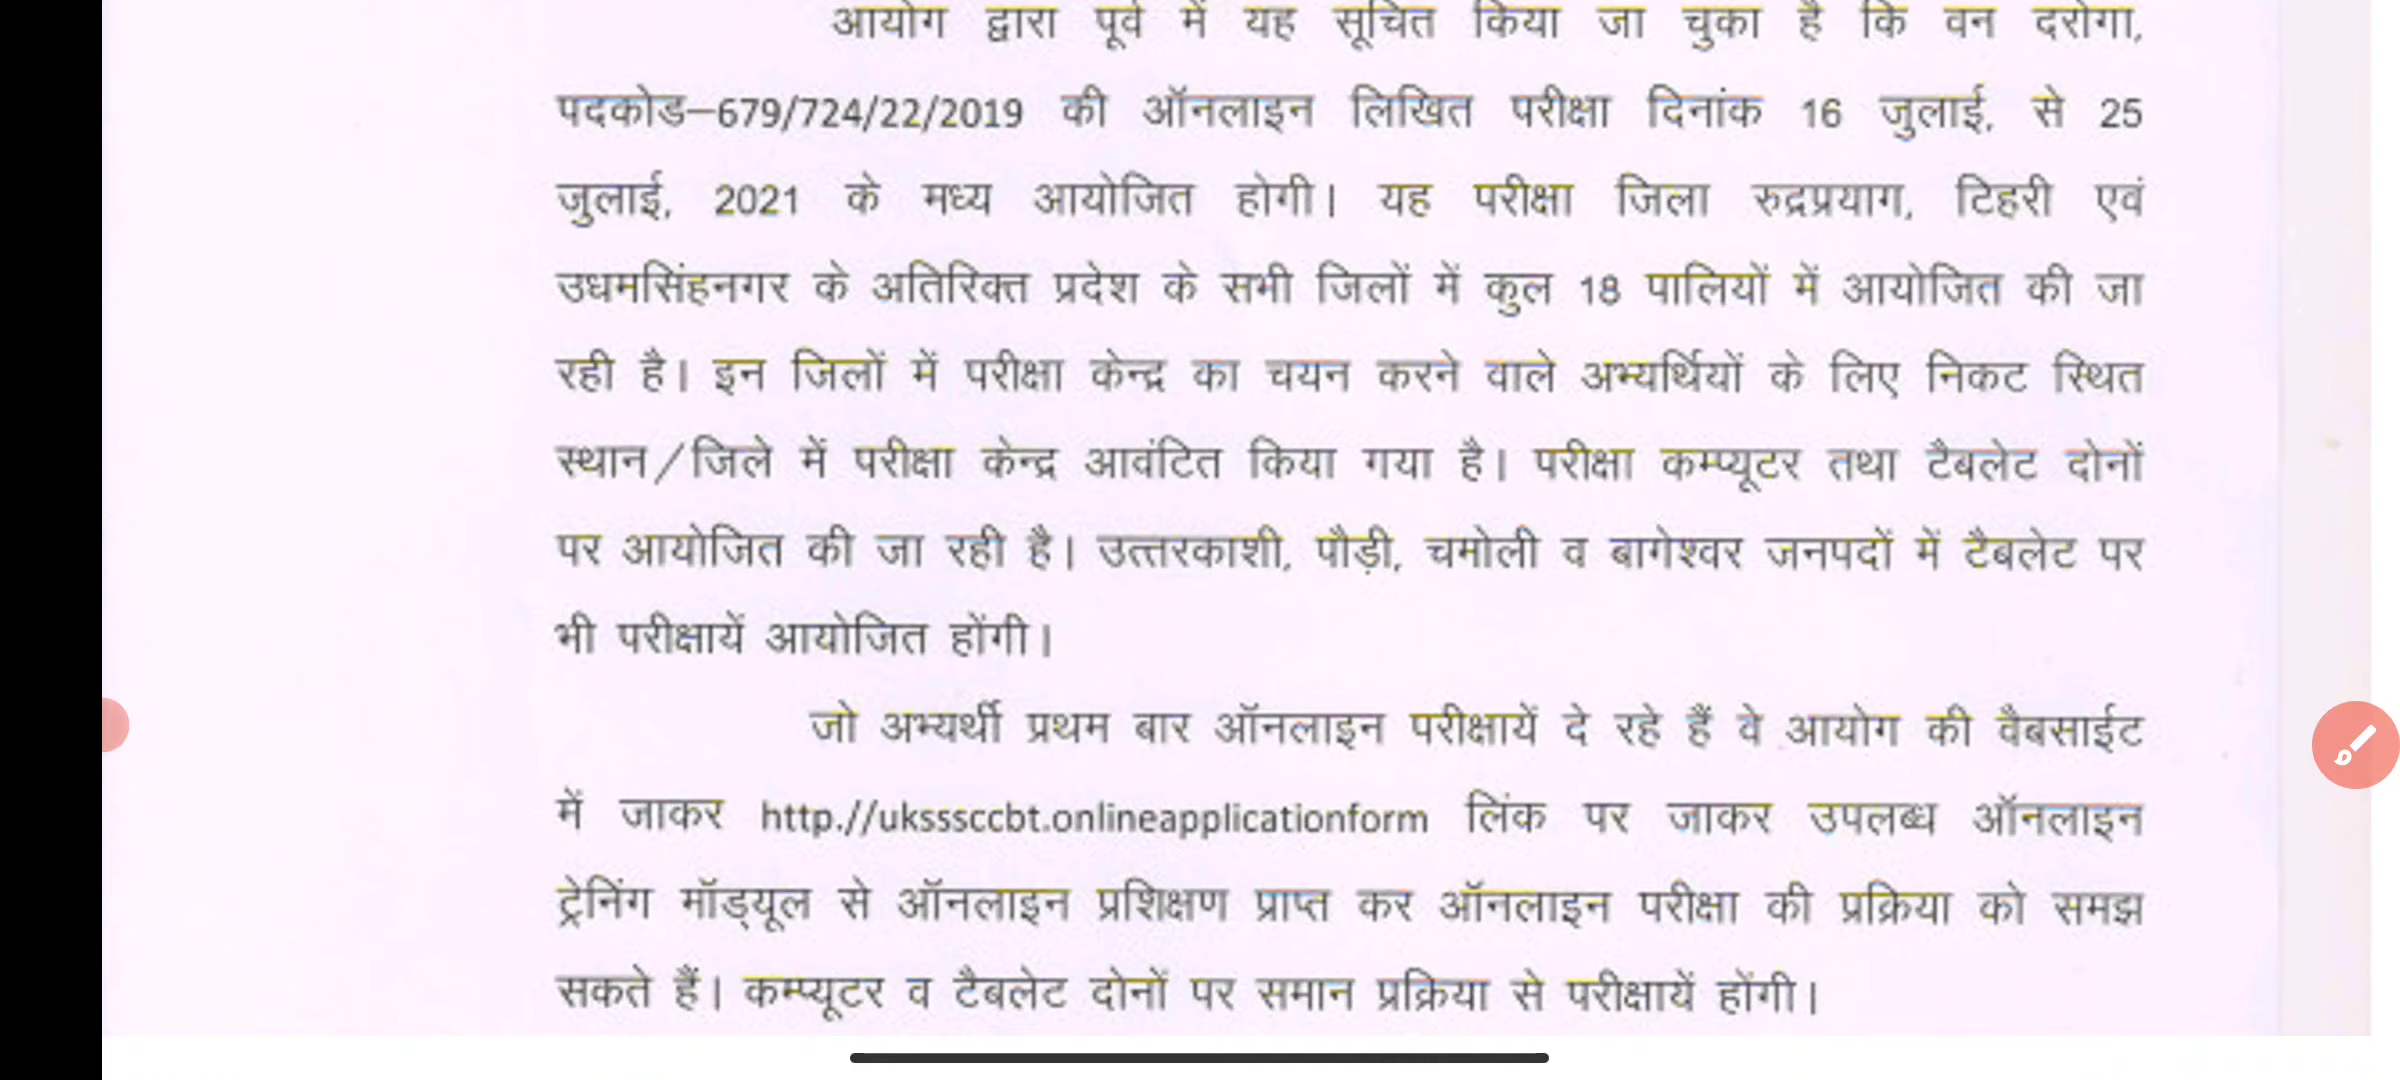 आयोग द्वारा पूर्व में यह सूचित किया जा चुका है कि वन दरोगा,
पदकोड–679/724/22/2019 की ऑनलाइन लिखित परीक्षा दिनांक 16 जुलाई, से 25
जुलाई, 2021 के मध्य आयोजित होगी। यह परीक्षा जिला रुद्रप्रयाग, टिहरी एवं
उधमसिंहनगर के अतिरिक्त प्रदेश के सभी जिलों में कुल 18 पालियों में आयोजित की जा
रही है। इन जिलों में परीक्षा केन्द्र का चयन करने वाले अभ्यर्थियों के लिए निकट स्थित
स्थान/जिले में परीक्षा केन्द्र आवंटित किया गया है। परीक्षा कम्प्यूटर तथा टैबलेट दोनों
पर आयोजित की जा रही है। उत्तरकाशी, पौड़ी, चमोली व बागेश्वर जनपदों में टैबलेट पर
भी परीक्षायें आयोजित होंगी।
जो अभ्यर्थी प्रथम बार ऑनलाइन परीक्षायें दे रहे हैं वे आयोग की वैबसाईट
में जाकर http.//uksssccbt.onlineapplicationform लिंक पर जाकर उपलब्ध ऑनलाइन
ट्रेनिंग मॉड्यूल से ऑनलाइन प्रशिक्षण प्राप्त कर ऑनलाइन परीक्षा की प्रक्रिया को समझ
सकते हैं। कम्प्यूटर व टैबलेट दोनों पर समान प्रक्रिया से परीक्षायें होंगी।